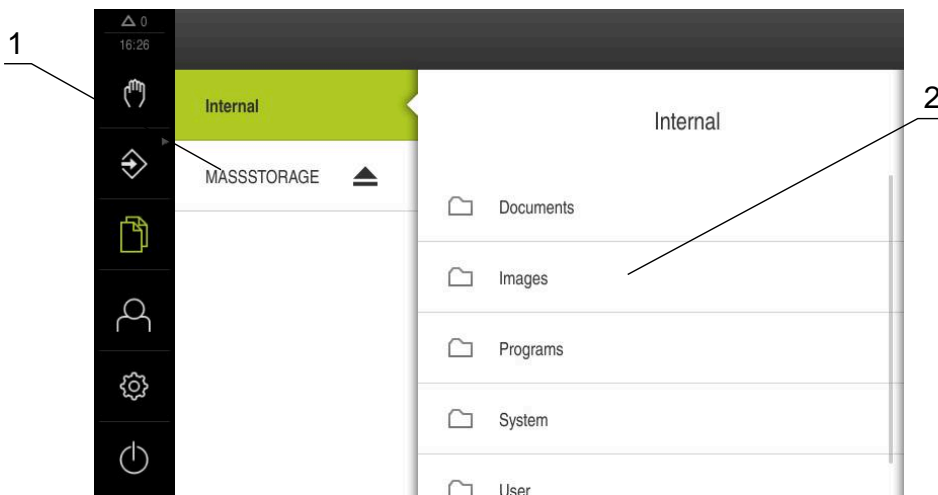 1
0
16:26
Internal
MASSSTORAGE
Internal
2
Documents
Images
Programs
System
User